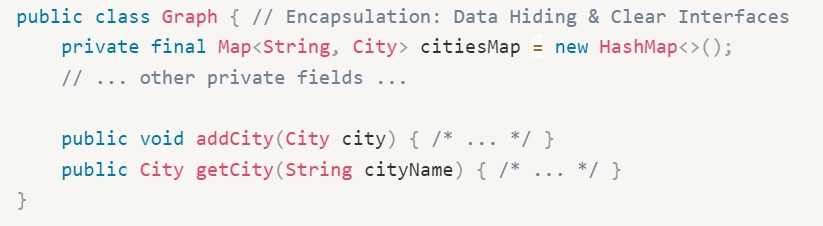 public class Graph { // Encapsulation: Data Hiding & Clear Interfaces
    private final Map<String, City> citiesMap = new HashMap<>();
    // ... other private fields ...

    public void addCity(City city) { /* ... */ }
    public City getCity(String cityName) { /* ... */ }
}